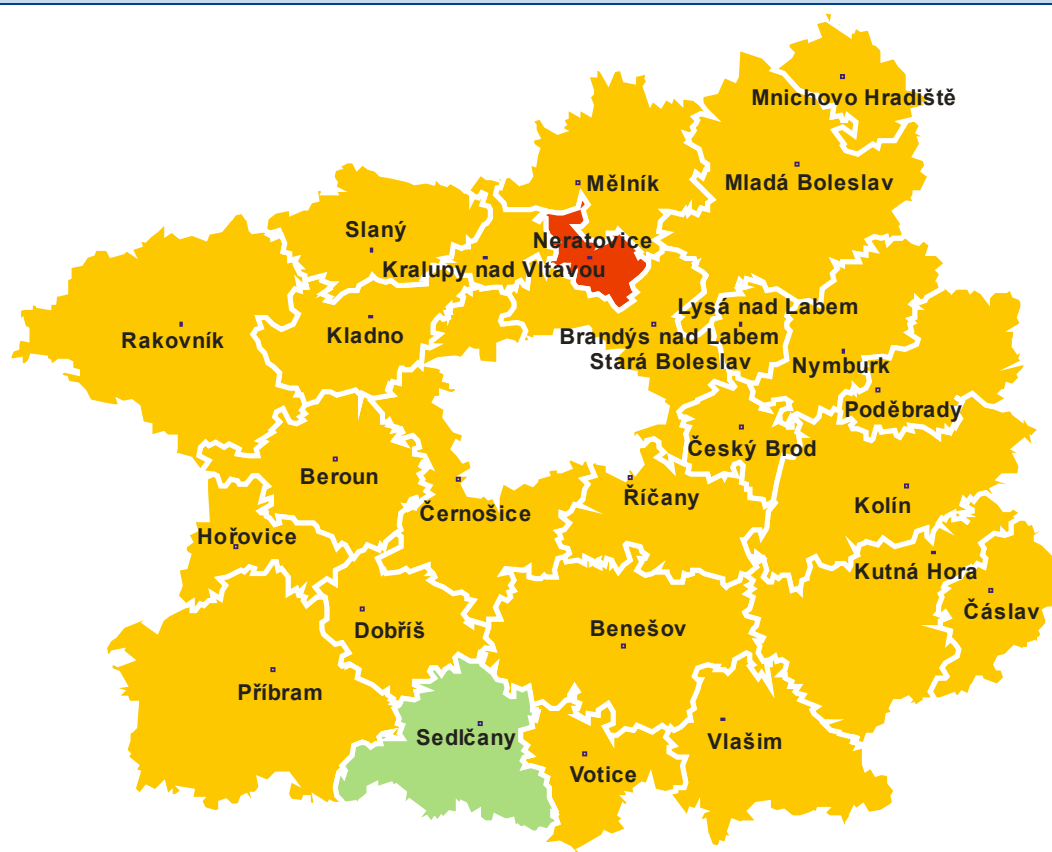 Mnichovo Hradiště
Mělník
Mladá Boleslav
Slaný
Neratovice
Kralupy nad Vltavou
Lysá nad Labem
Rakovník
Kladno
Brandýs nad Labem
Stará Boleslav
Nymburk
Poděbrady
Český Brod
Beroun
Říčany
Kolín
Černošice
Hořovice
Kutná Hora
Čáslav
Dobříš
Benešov
Příbram
Sedlčany
Vlašim
Votice